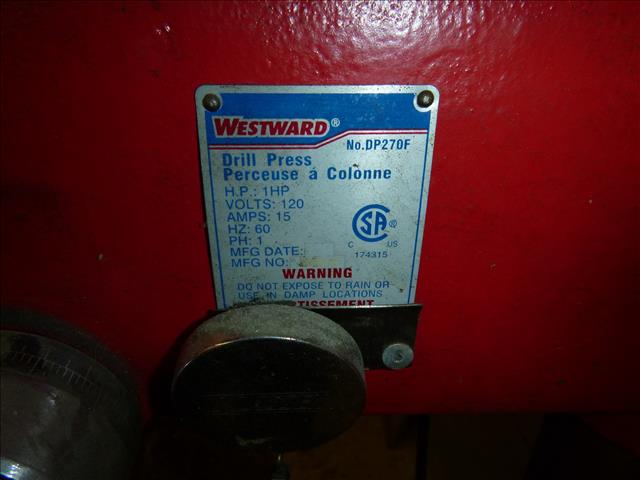 WESTWARD®
No.DP270F
Drill Press
Perceuse á Colonne
H.P.: 1HP
VOLTS: 120
AMPS: 15
HZ: 60
PH: 1
MFG DATE:
MFG NO:
C SA ® US
174315
WARNING
DO NOT EXPOSE TO RAIN OR
USE IN DAMP LOCATIONS